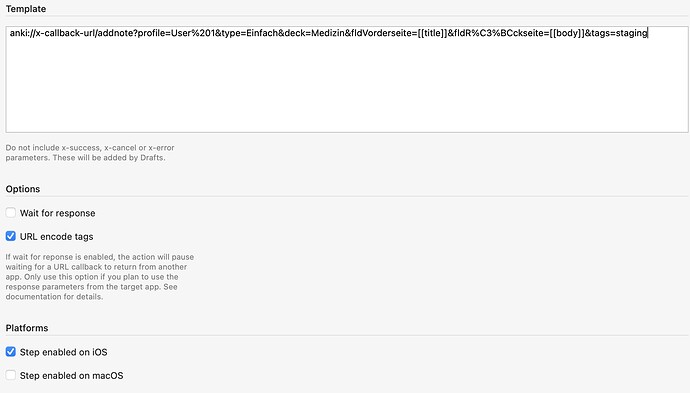 Template
anki://x-callback-url/addnote?profile=User%201&type=Einfach&deck=Medizin&fldVorderseite=[[title]]&fldR%C3%BCckseite=[[body]]&tags=staging
Do not include x-success, x-cancel or x-error
parameters. These will be added by Drafts.
Options
Wait for response
URL encode tags
If wait for reponse is enabled, the action will pause
waiting for a URL callback to return from another
app. Only use this option if you plan to use the
response parameters from the target app. See
documentation for details.
Platforms
Step enabled on iOS
Step enabled on macOS